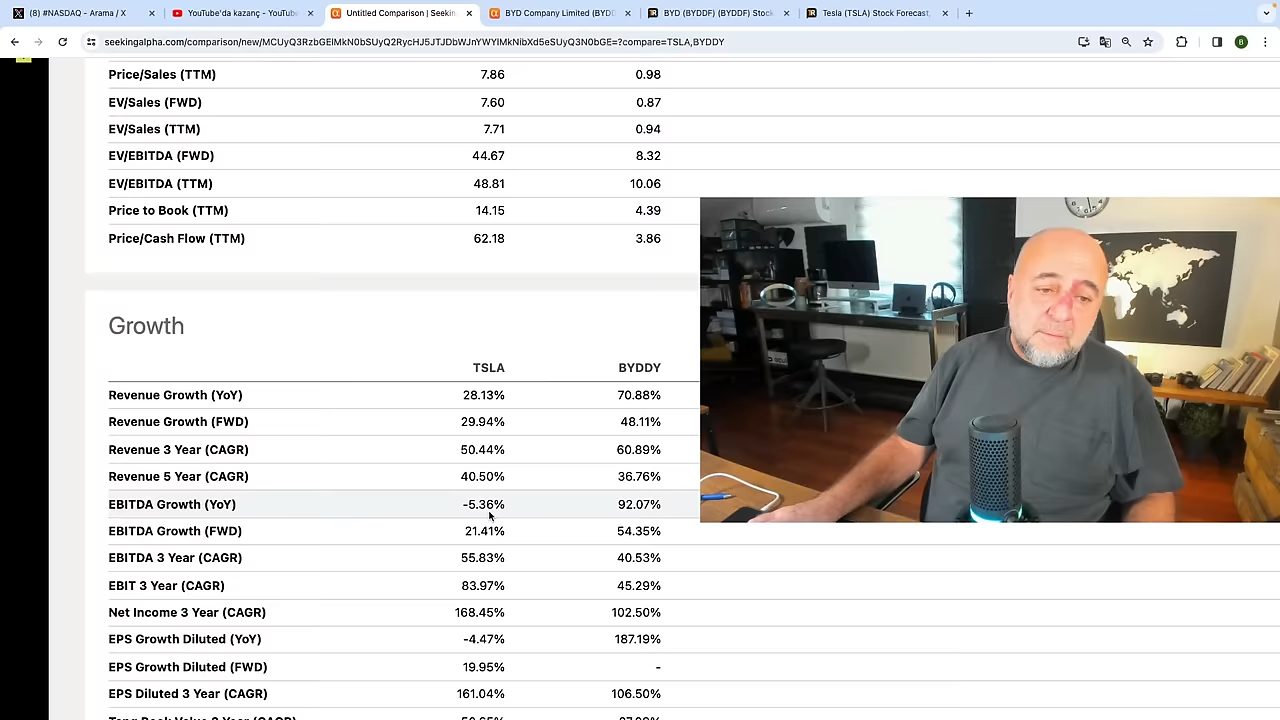 (8) #NASDAQ - Arama / X
YouTube'da kazanç - YouTube
Untitled Comparison | Seekin
BYD Company Limited (BYDD
BYD (BYDDF) (BYDDF) Stock
Tesla (TSLA) Stock Forecast,
seekingalpha.com/comparison/new/MCUyQ3RzbGElMkN0bSUyQ2RycHJ5JTJDbWJnYWYlMkNibXd5eSUyQ3N0bGE=?compare=TSLA,BYDDY
B
Price/Sales (TTM) 7.86 0.98
EV/Sales (FWD) 7.60 0.87
EV/Sales (TTM) 7.71 0.94
EV/EBITDA (FWD) 44.67 8.32
EV/EBITDA (TTM) 48.81 10.06
Price to Book (TTM) 14.15 4.39
Price/Cash Flow (TTM) 62.18 3.86
Growth
TSLA BYDDY
Revenue Growth (YoY) 28.13% 70.88%
Revenue Growth (FWD) 29.94% 48.11%
Revenue 3 Year (CAGR) 50.44% 60.89%
Revenue 5 Year (CAGR) 40.50% 36.76%
EBITDA Growth (YoY) -5.36% 92.07%
EBITDA Growth (FWD) 21.41% 54.35%
EBITDA 3 Year (CAGR) 55.83% 40.53%
EBIT 3 Year (CAGR) 83.97% 45.29%
Net Income 3 Year (CAGR) 168.45% 102.50%
EPS Growth Diluted (YoY) -4.47% 187.19%
EPS Growth Diluted (FWD) 19.95% -
EPS Diluted 3 Year (CAGR) 161.04% 106.50%